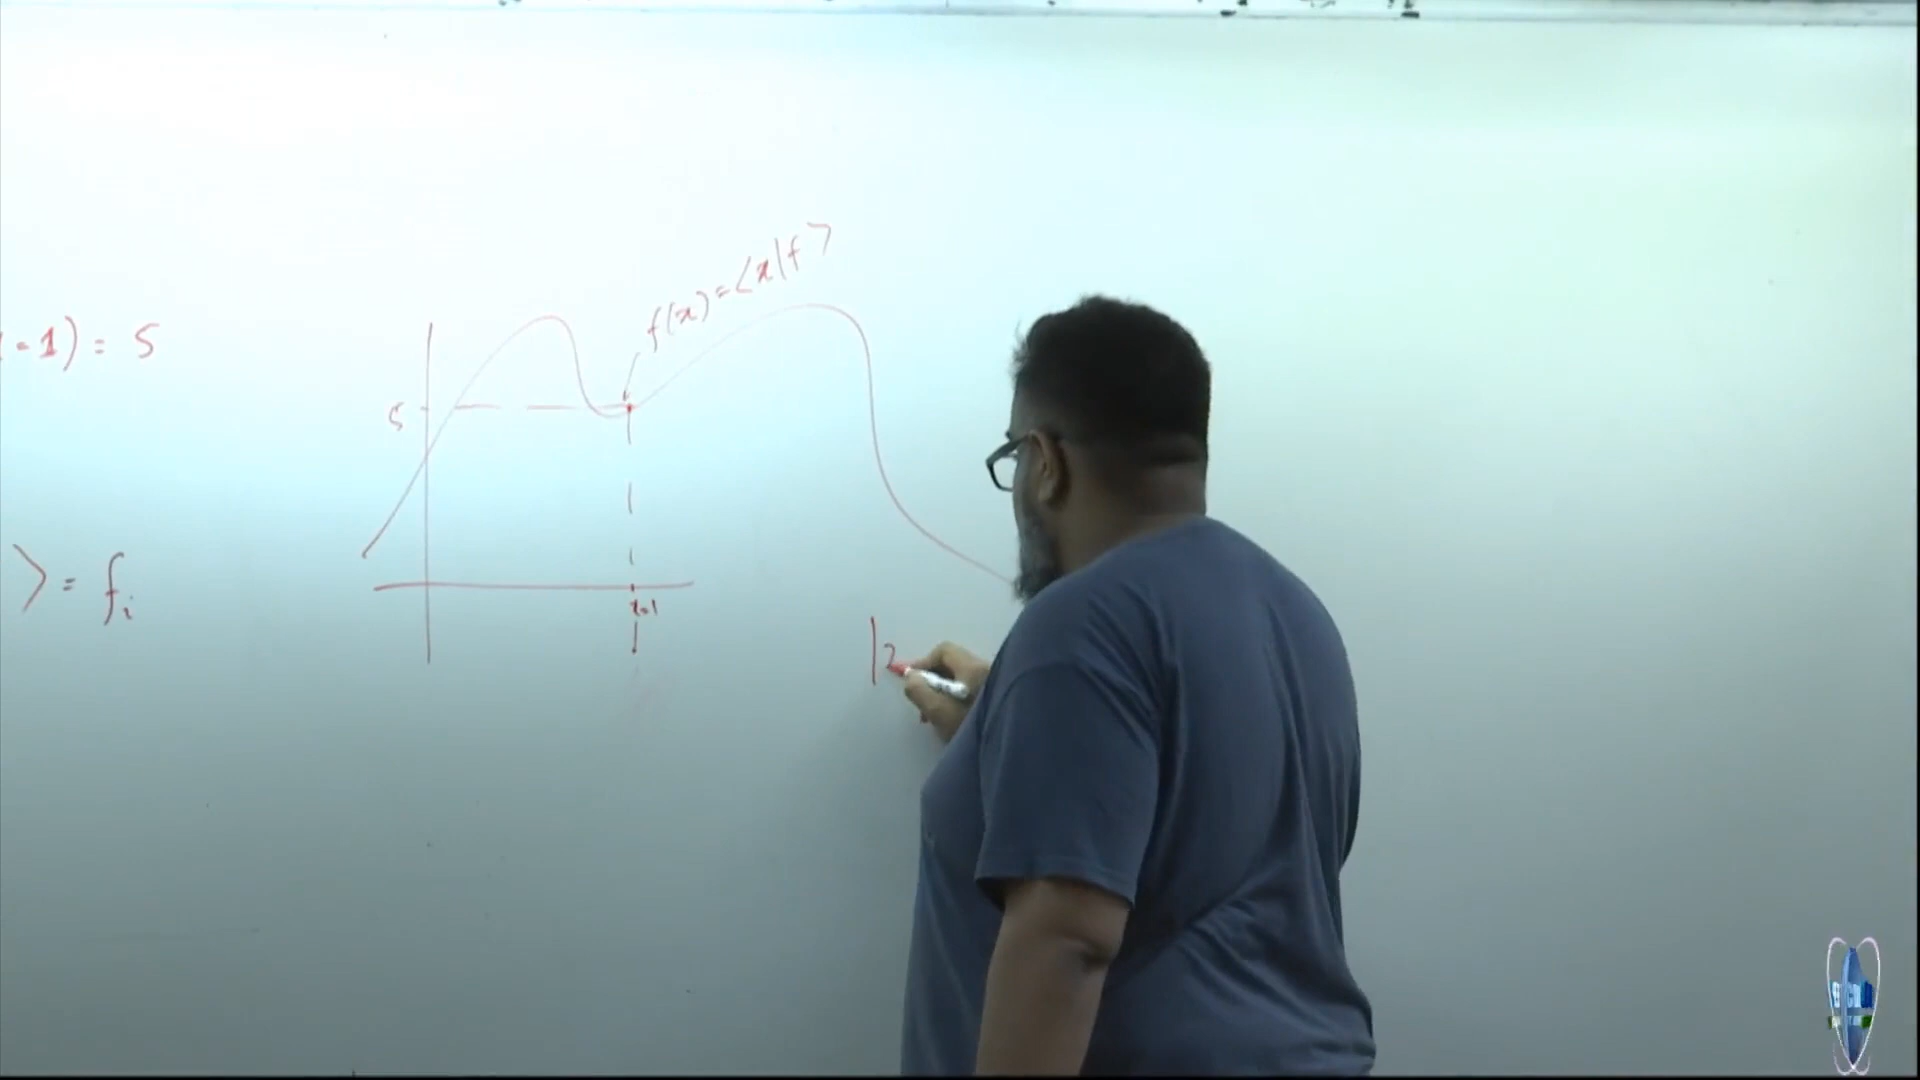 f(x) = ⟨x|f⟩
-1) = 5
5
⟩ = fᵢ
x=1
|